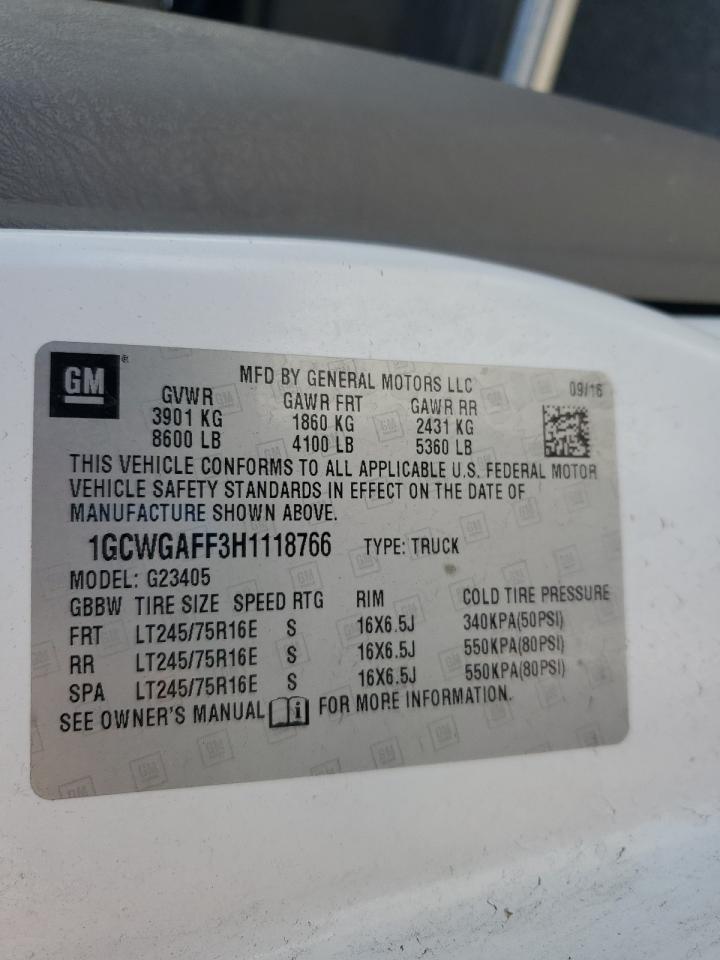 GM® MFD BY GENERAL MOTORS LLC 09/16
GVWR GAWR FRT GAWR RR
3901 KG 1860 KG 2431 KG
8600 LB 4100 LB 5360 LB
THIS VEHICLE CONFORMS TO ALL APPLICABLE U.S. FEDERAL MOTOR
VEHICLE SAFETY STANDARDS IN EFFECT ON THE DATE OF
MANUFACTURE SHOWN ABOVE.
1GCWGAFF3H1118766 TYPE: TRUCK
MODEL: G23405
GBBW TIRE SIZE SPEED RTG RIM COLD TIRE PRESSURE
FRT LT245/75R16E S 16X6.5J 340KPA(50PSI)
RR LT245/75R16E S 16X6.5J 550KPA(80PSI)
SPA LT245/75R16E S 16X6.5J 550KPA(80PSI)
SEE OWNER'S MANUAL i FOR MORE INFORMATION.